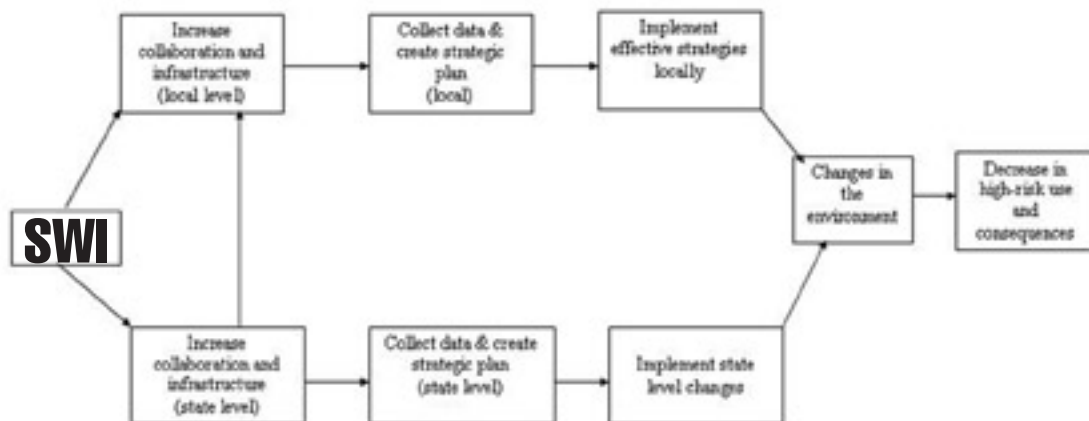 Increase
collaboration and
infrastructure
(local level)
Collect data &
create strategic
plan
(local)
Implement
effective strategies
locally
SWI
Changes in
the
environment
Decrease in
high-risk use
and
consequences
Increase
collaboration and
infrastructure
(state level)
Collect data & create
strategic plan
(state level)
Implement state
level changes